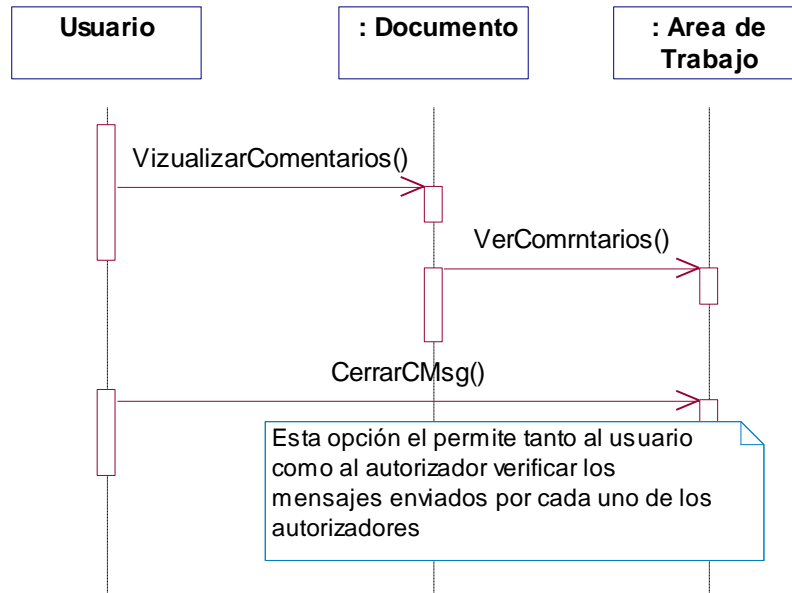 Usuario
: Documento
: Area de
Trabajo
VizualizarComentarios()
VerComrntarios()
CerrarCMsg()
Esta opción el permite tanto al usuario
como al autorizador verificar los
mensajes enviados por cada uno de los
autorizadores